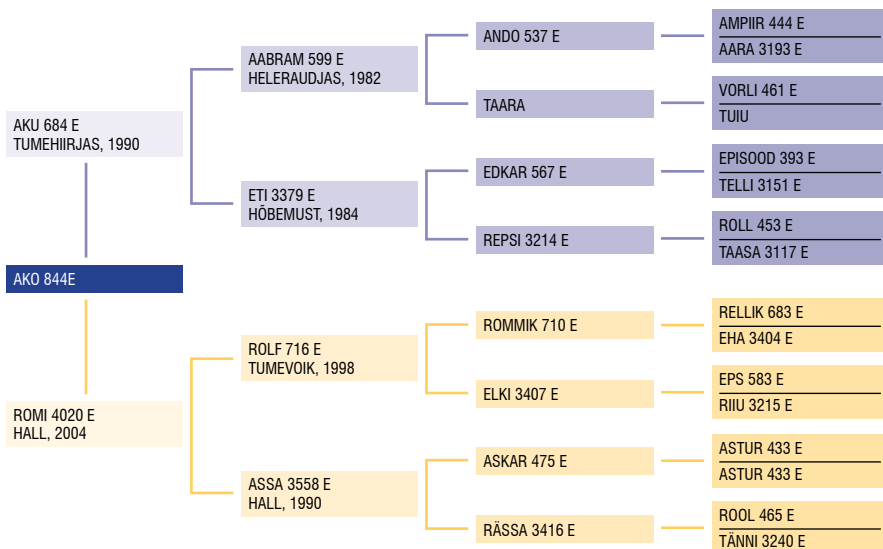 AKO 844E
AKU 684 E
TUMEHIIRJAS, 1990
AABRAM 599 E
HELERAUDJAS, 1982
ANDO 537 E
AMPIIR 444 E
AARA 3193 E
TAARA
VORLI 461 E
TUIU
ETI 3379 E
HÕBEMUST, 1984
EDKAR 567 E
EPISOOD 393 E
TELLI 3151 E
REPSI 3214 E
ROLL 453 E
TAASA 3117 E
ROMI 4020 E
HALL, 2004
ROLF 716 E
TUMEVOIK, 1998
ROMMIK 710 E
RELLIK 683 E
EHA 3404 E
ELKI 3407 E
EPS 583 E
RIIU 3215 E
ASSA 3558 E
HALL, 1990
ASKAR 475 E
ASTUR 433 E
ASTUR 433 E
RÄSSA 3416 E
ROOL 465 E
TÄNNI 3240 E